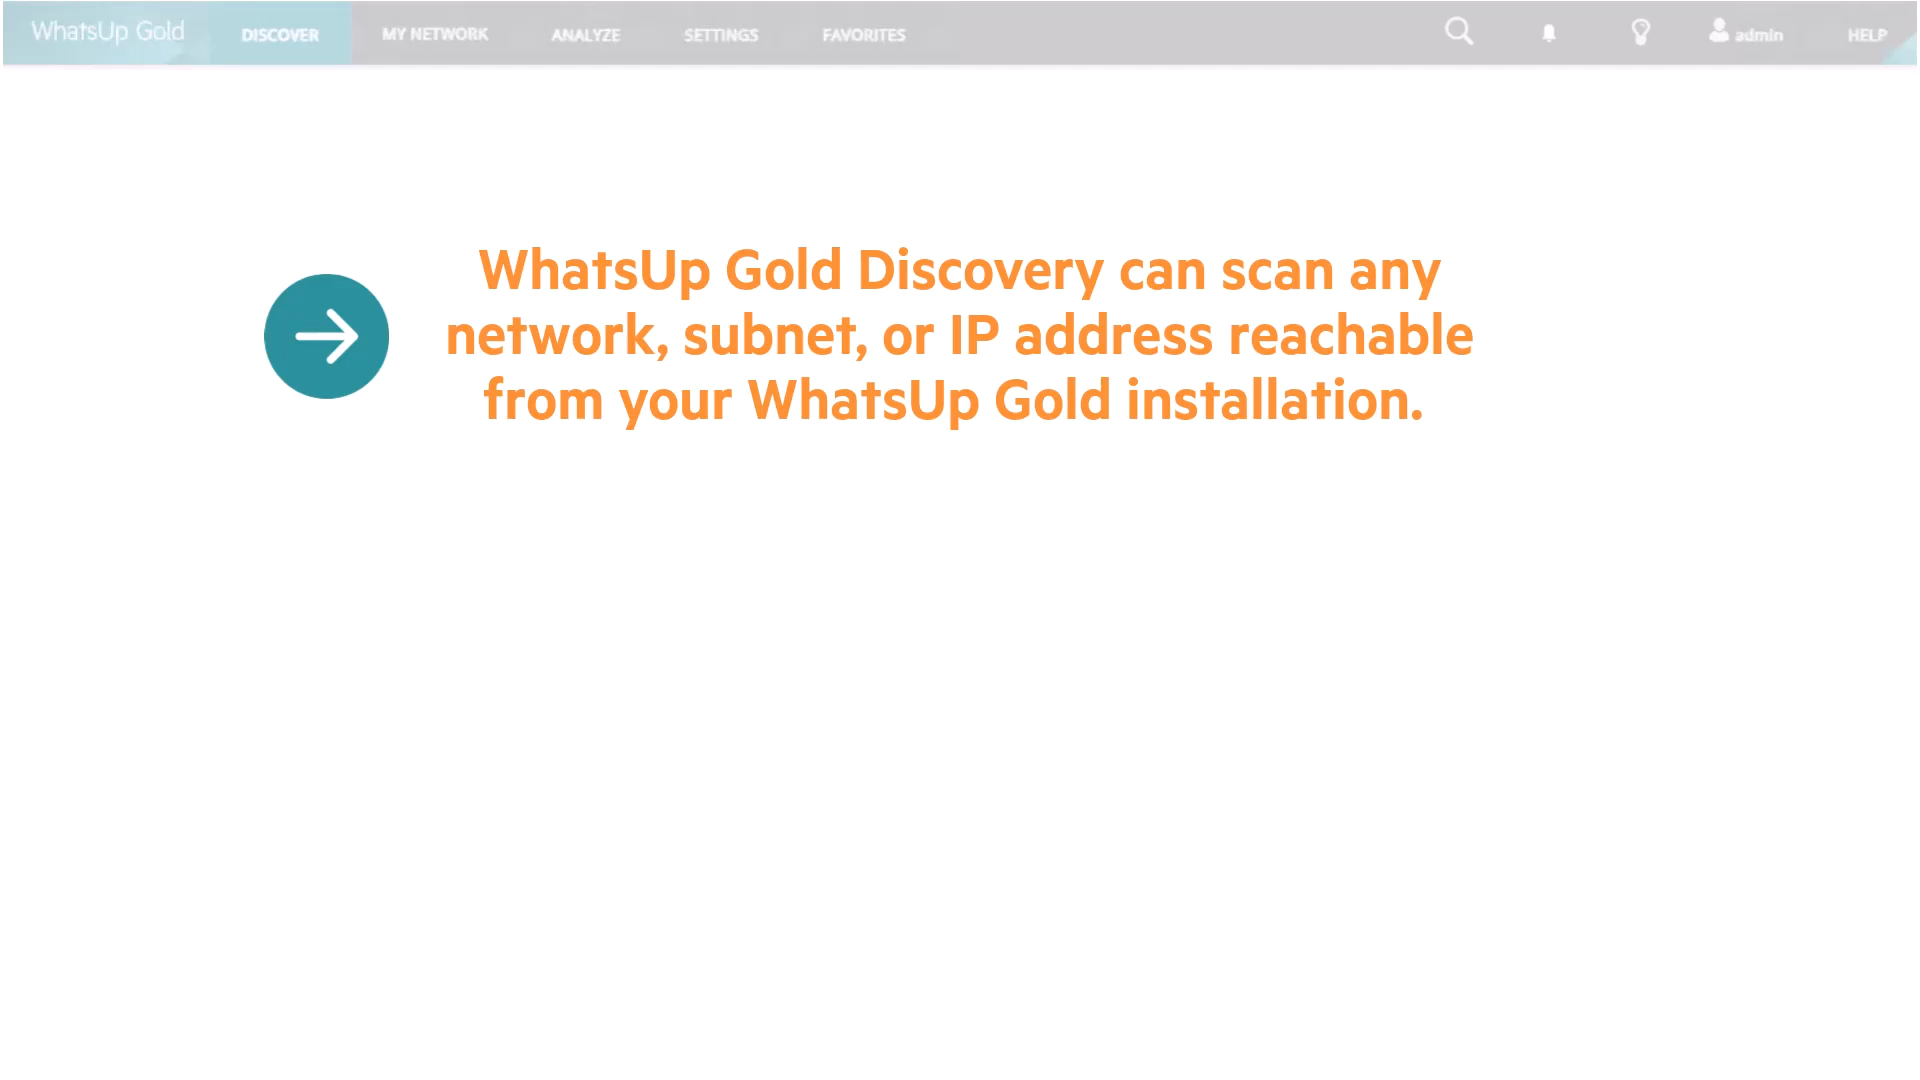 WhatsUp Gold DISCOVER MY NETWORK ANALYZE SETTINGS FAVORITES admin HELP
WhatsUp Gold Discovery can scan any
network, subnet, or IP address reachable
from your WhatsUp Gold installation.